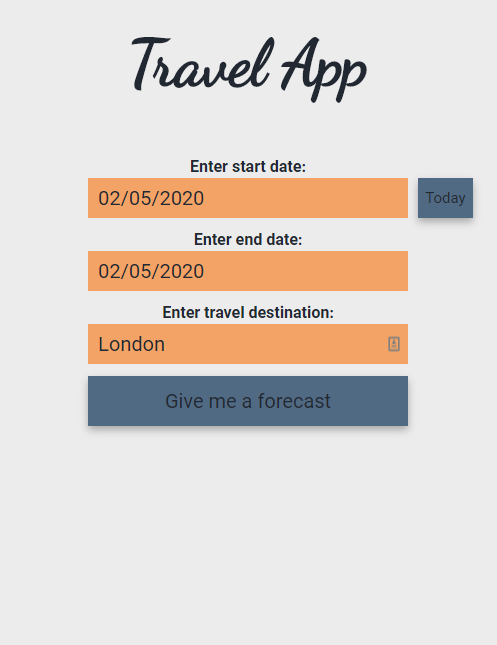 Travel App
Enter start date:
02/05/2020
Today
Enter end date:
02/05/2020
Enter travel destination:
London
Give me a forecast